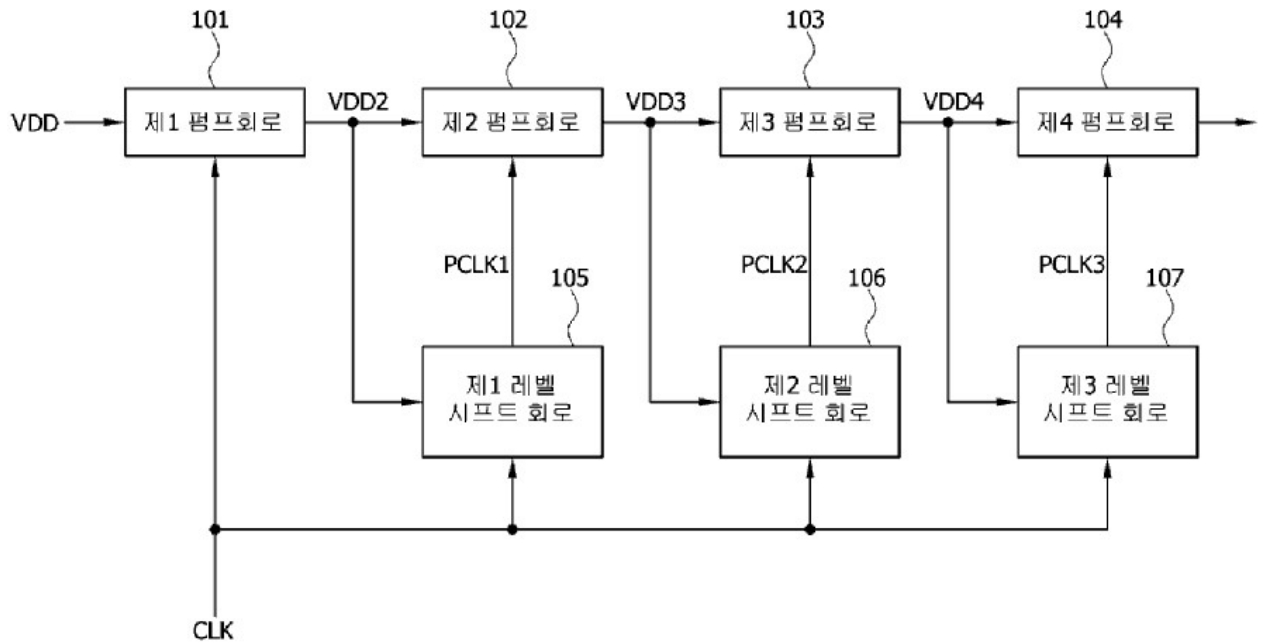 101
102
103
104
VDD
제1 펌프회로
VDD2
제2 펌프회로
VDD3
제3 펌프회로
VDD4
제4 펌프회로
PCLK1
PCLK2
PCLK3
105
106
107
제1 레벨
시프트 회로
제2 레벨
시프트 회로
제3 레벨
시프트 회로
CLK